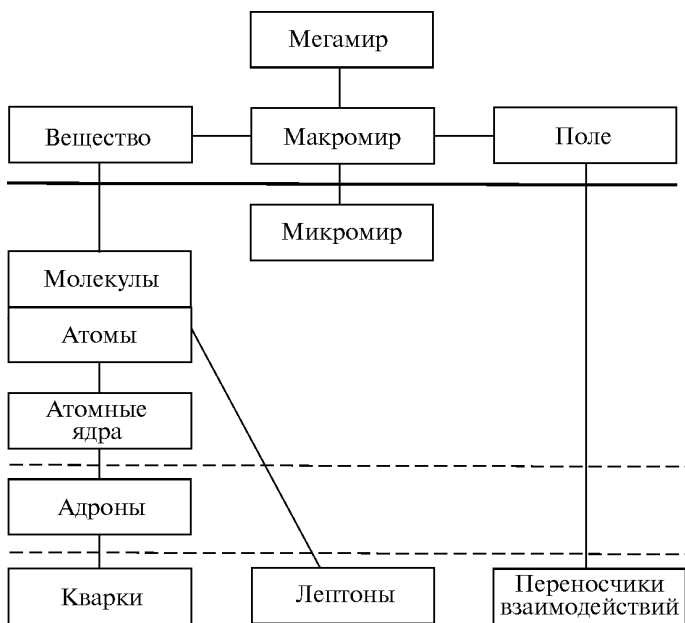 Мегамир
Вещество
Макромир
Поле
Микромир
Молекулы
Атомы
Атомные
ядра
Адроны
Кварки
Лептоны
Переносчики
взаимодействий